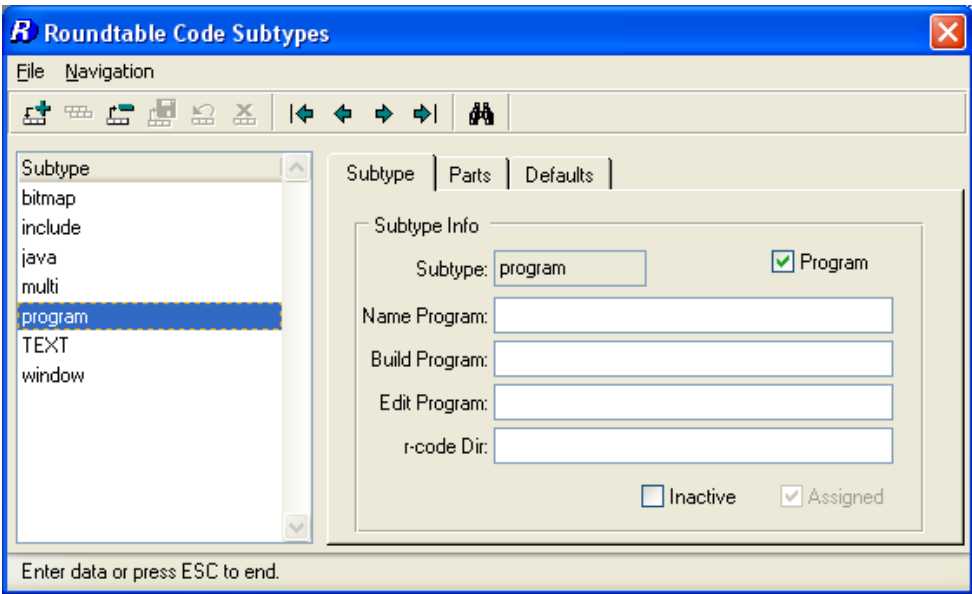 Roundtable Code Subtypes
File Navigation
Subtype
bitmap
include
java
multi
program
TEXT
window
Subtype Parts Defaults
Subtype Info
Subtype: program Program
Name Program:
Build Program:
Edit Program:
r-code Dir:
Inactive Assigned
Enter data or press ESC to end.